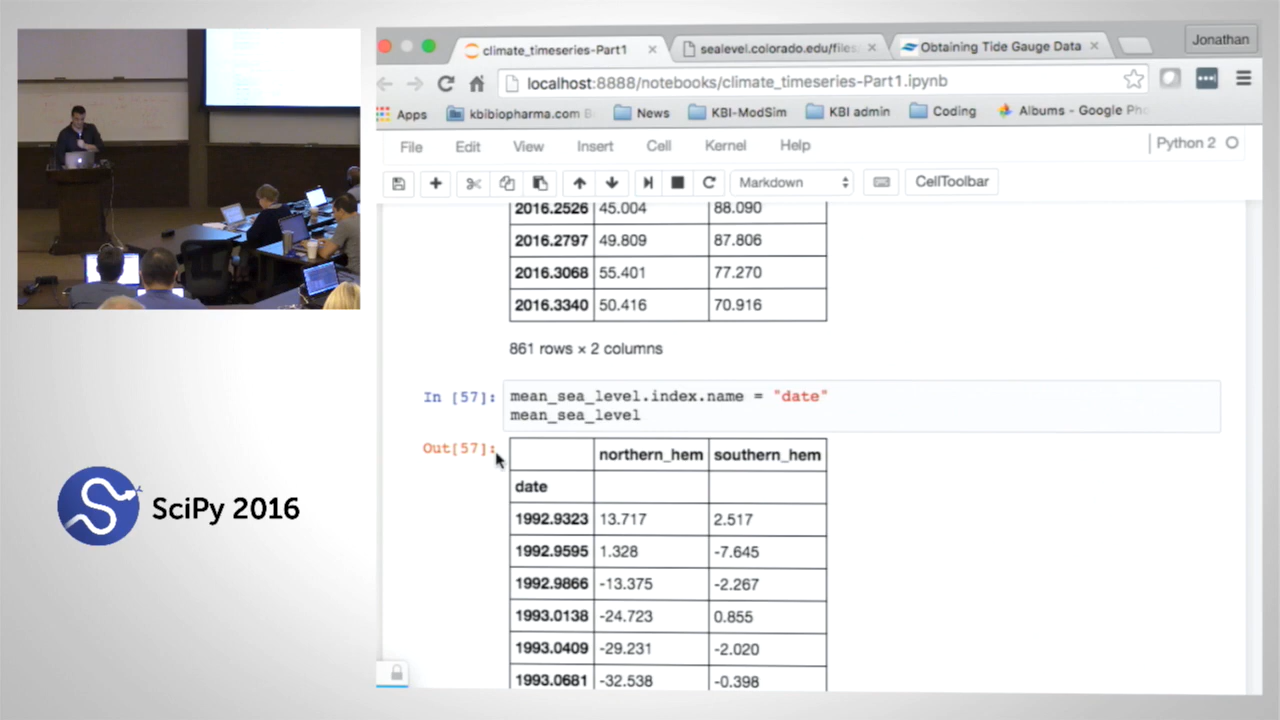 climate_timeseries-Part1
sealevel.colorado.edu/files
Obtaining Tide Gauge Data
Jonathan
localhost:8888/notebooks/climate_timeseries-Part1.ipynb
Apps
kbibiopharma.com B
News
KBI-ModSim
KBI admin
Coding
Albums - Google Pho
File Edit View Insert Cell Kernel Help
Python 2
Markdown
CellToolbar
2016.2526 45.004 88.090
2016.2797 49.809 87.806
2016.3068 55.401 77.270
2016.3340 50.416 70.916
861 rows × 2 columns
In [57]: mean_sea_level.index.name = "date"
mean_sea_level
Out[57]:
northern_hem southern_hem
date
1992.9323 13.717 2.517
1992.9595 1.328 -7.645
1992.9866 -13.375 -2.267
1993.0138 -24.723 0.855
1993.0409 -29.231 -2.020
1993.0681 -32.538 -0.398
SciPy 2016